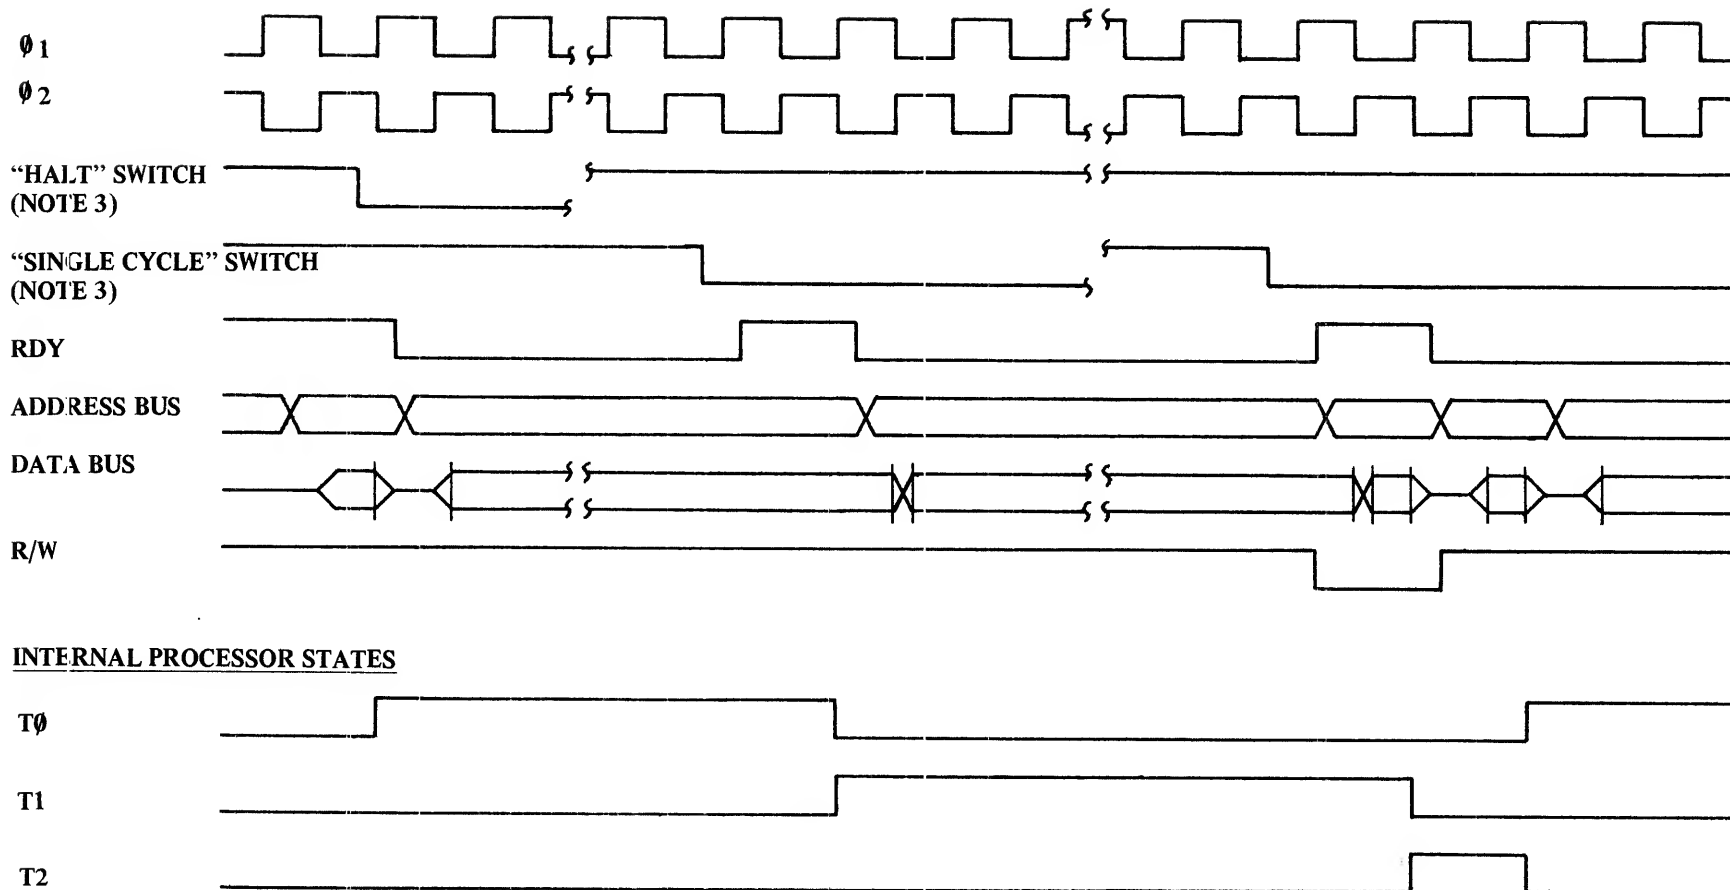 Ø1
Ø2
“HALT” SWITCH
(NOTE 3)
“SINGLE CYCLE” SWITCH
(NOTE 3)
RDY
ADDRESS BUS
DATA BUS
R/W
INTERNAL PROCESSOR STATES
TØ
T1
T2